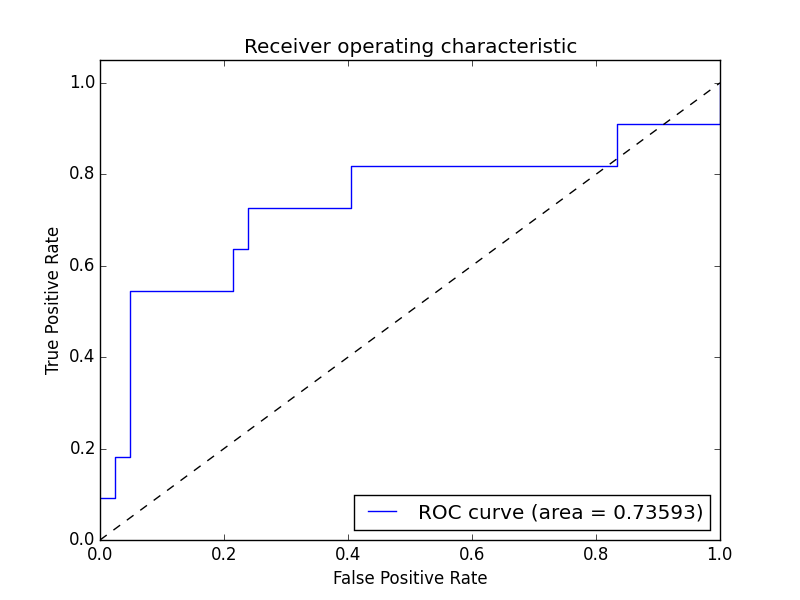 Receiver operating characteristic
1.0
0.8
0.6
0.4
0.2
0.0
True Positive Rate
ROC curve (area = 0.73593)
0.0 0.2 0.4 0.6 0.8 1.0
False Positive Rate